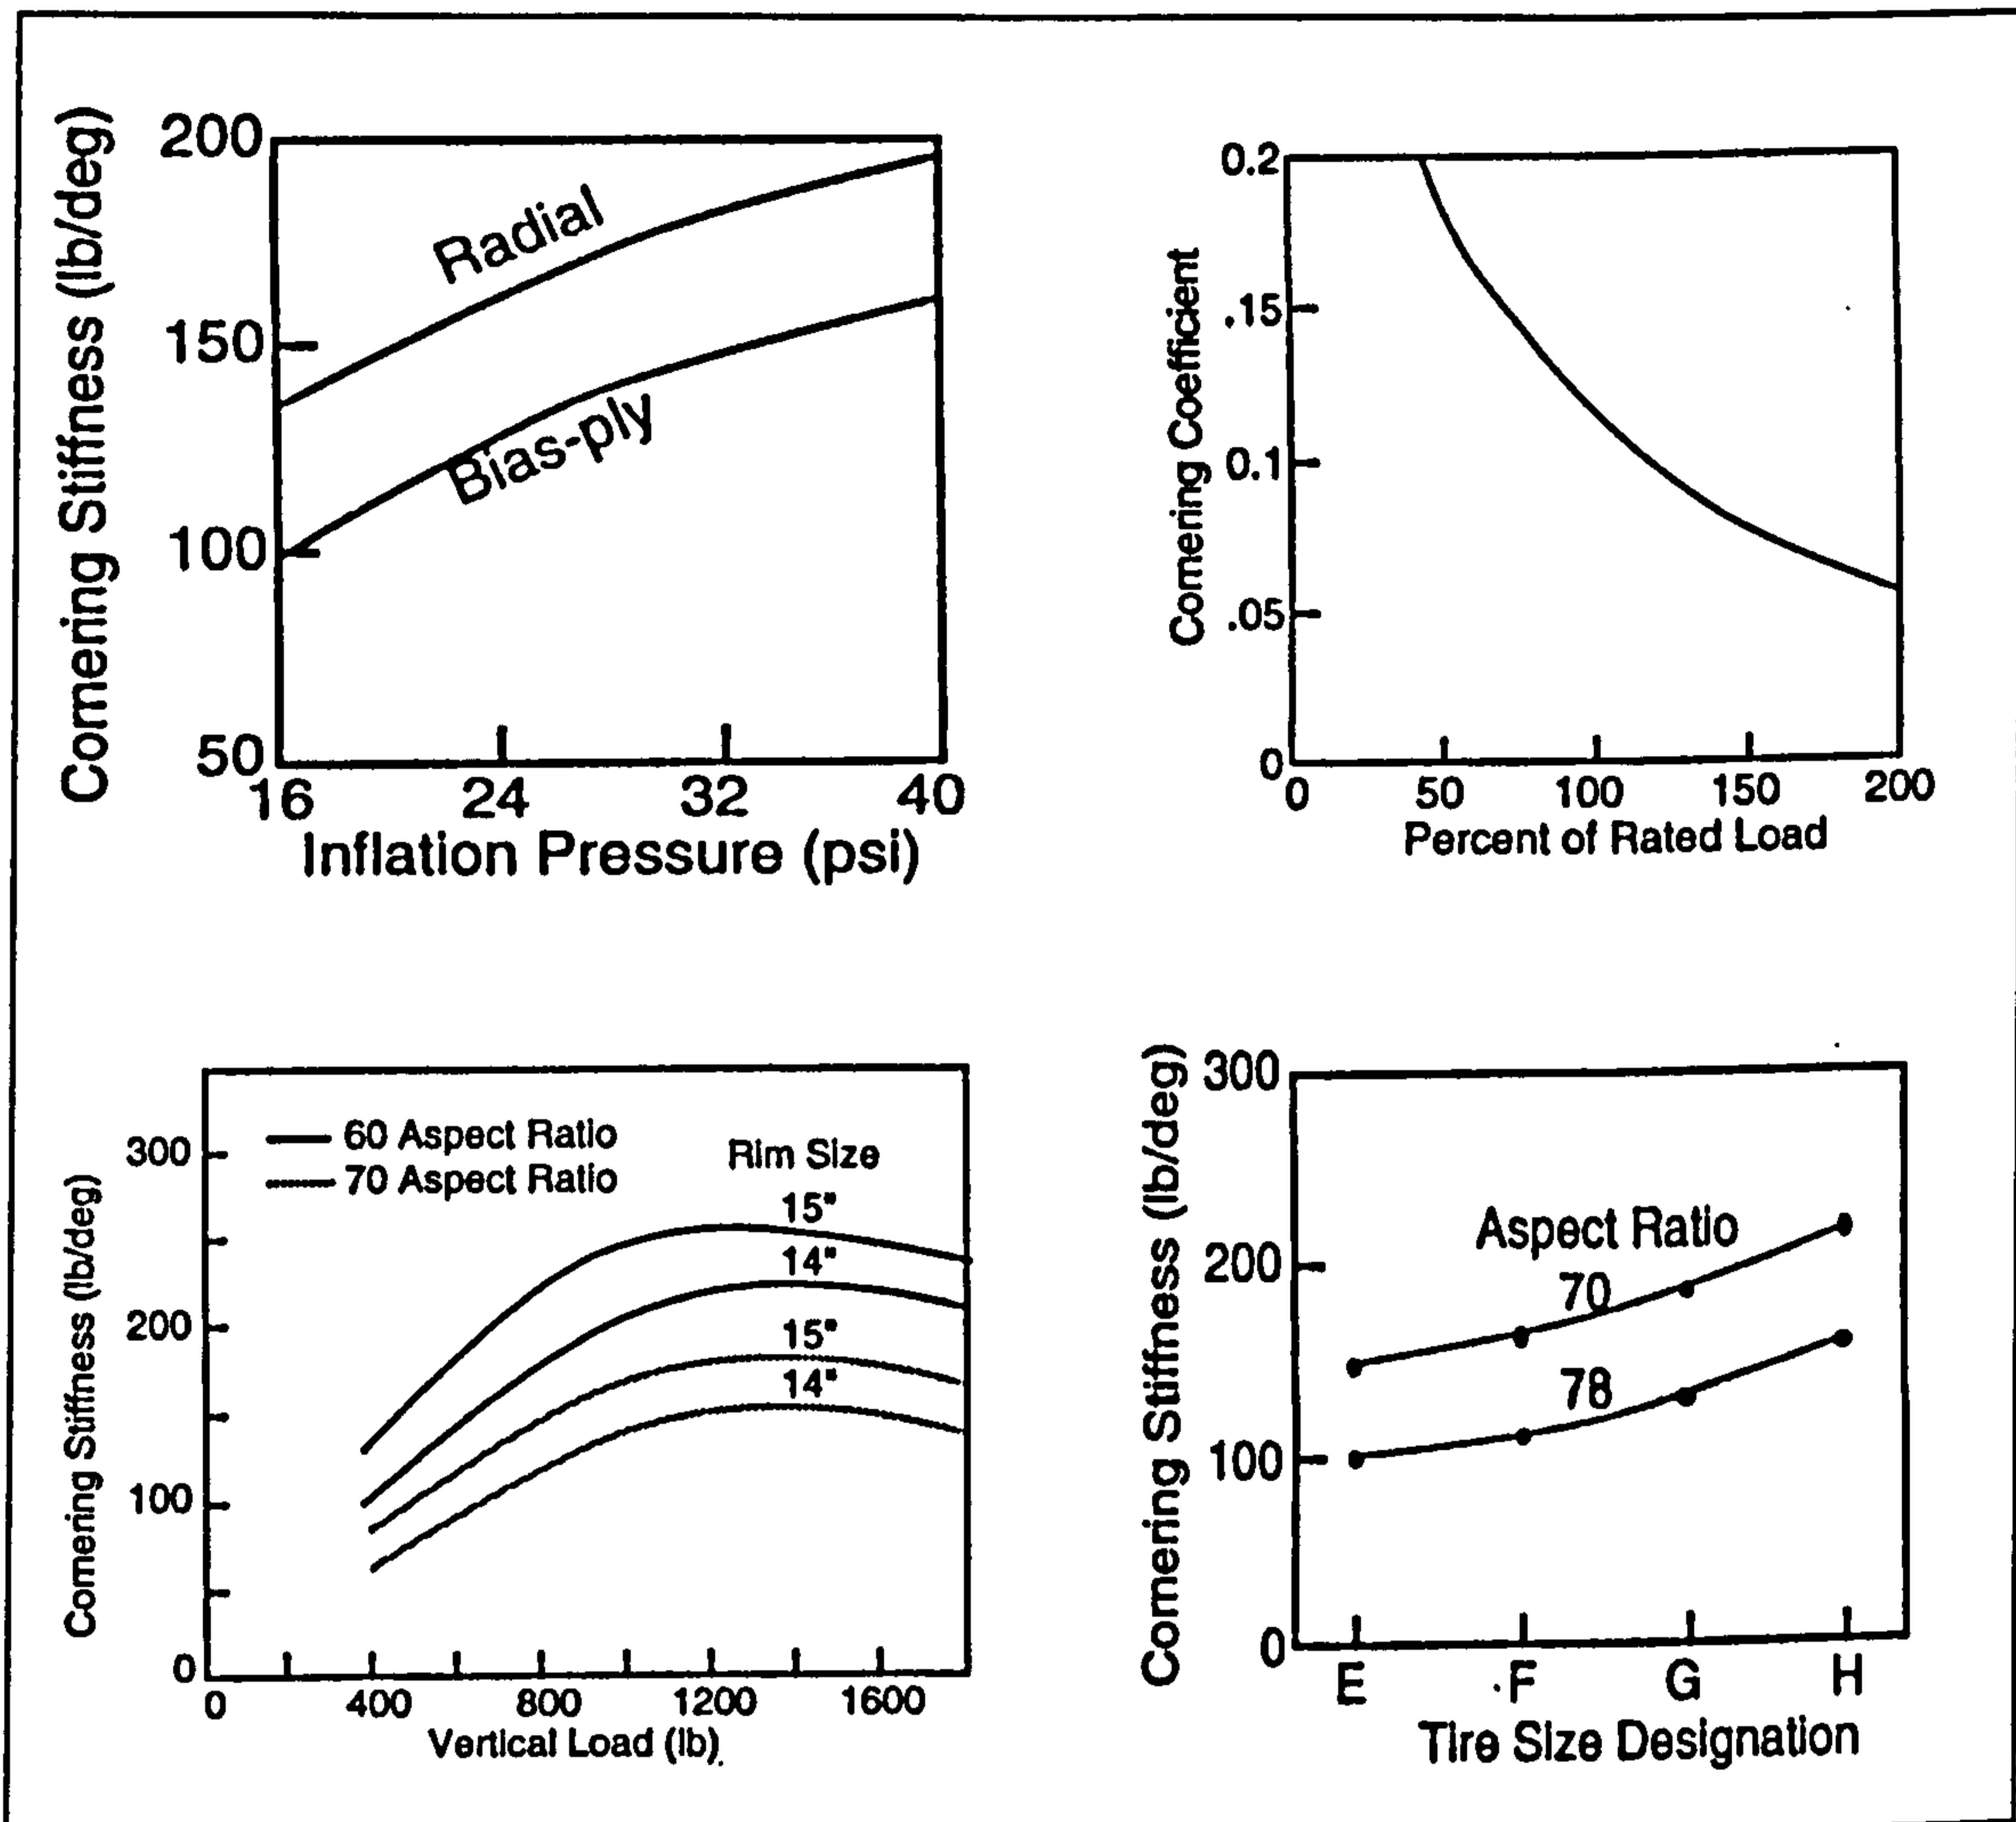 Cornering Stiffness (lb/deg)
200
150
100
50
Radial
Bias-ply
16 24 32 40
Inflation Pressure (psi)
Cornering Coefficient
0.2
.15
0.1
.05
0
0 50 100 150 200
Percent of Rated Load
Cornering Stiffness (lb/deg)
300
200
100
0
60 Aspect Ratio
70 Aspect Ratio
Rim Size
15"
14"
15"
14"
0 400 800 1200 1600
Vertical Load (lb)
Cornering Stiffness (lb/deg)
300
200
100
0
Aspect Ratio
70
78
E F G H
Tire Size Designation